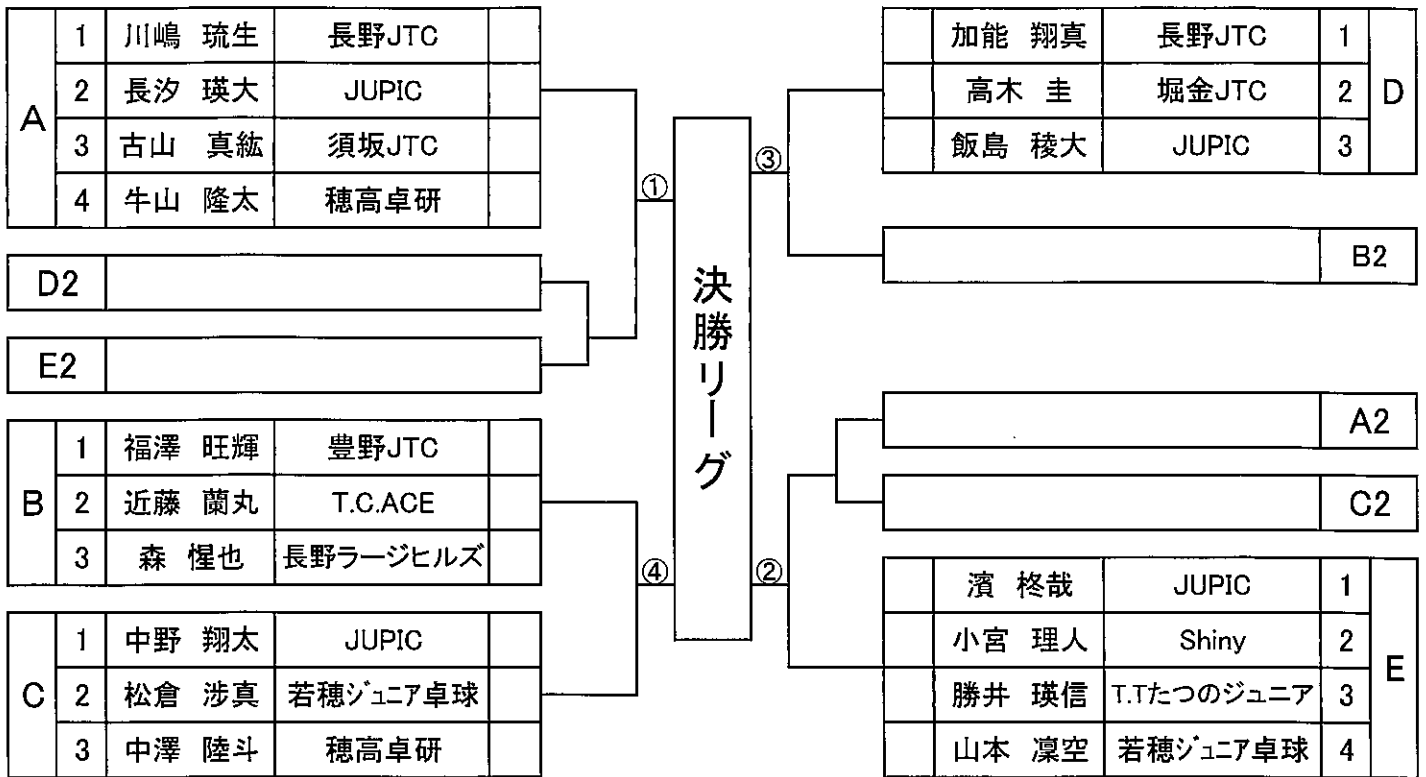 A
1 川嶋 琉生 長野JTC
2 長汐 瑛大 JUPIC
3 古山 真紘 須坂JTC
4 牛山 隆太 穂高卓研
D2
E2
B
1 福澤 旺輝 豊野JTC
2 近藤 蘭丸 T.C.ACE
3 森 惺也 長野ラージヒルズ
C
1 中野 翔太 JUPIC
2 松倉 渉真 若穂ジュニア卓球
3 中澤 陸斗 穂高卓研
①
④
決勝リーグ
③
②
加能 翔真 長野JTC 1
高木 圭 堀金JTC 2
飯島 稜大 JUPIC 3
D
B2
A2
C2
濱 柊哉 JUPIC 1
小宮 理人 Shiny 2
勝井 瑛信 T.Tたつのジュニア 3
山本 凜空 若穂ジュニア卓球 4
E